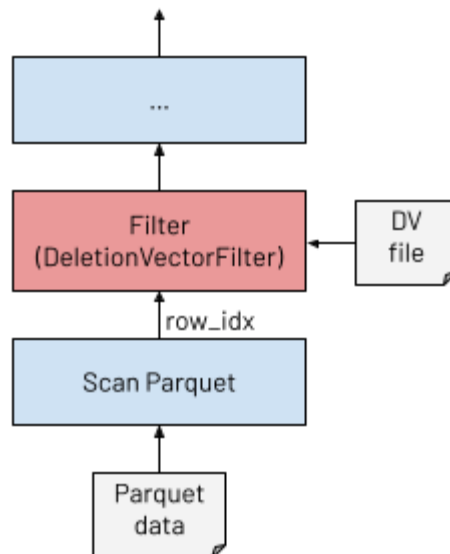 ...
Filter
(DeletionVectorFilter)
DV
file
row_idx
Scan Parquet
Parquet
data